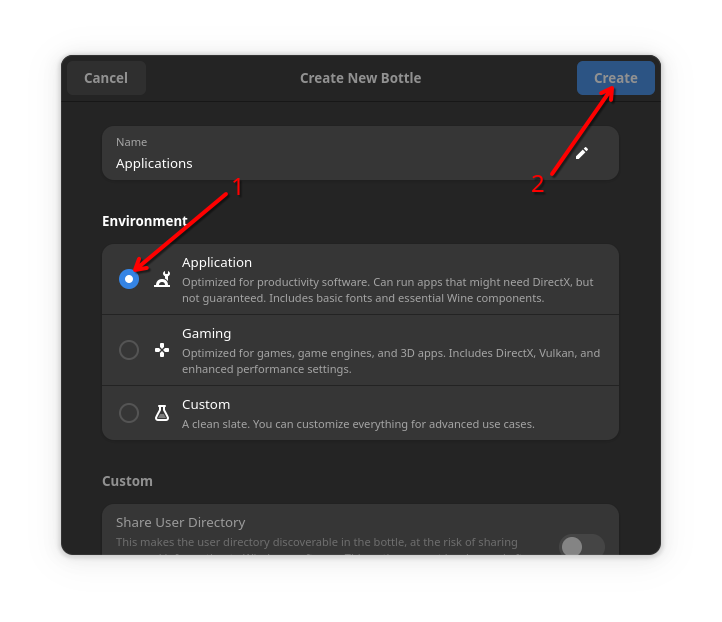 Cancel
Create New Bottle
Create
Name
Applications
1
2
Environment
Application
Optimized for productivity software. Can run apps that might need DirectX, but
not guaranteed. Includes basic fonts and essential Wine components.
Gaming
Optimized for games, game engines, and 3D apps. Includes DirectX, Vulkan, and
enhanced performance settings.
Custom
A clean slate. You can customize everything for advanced use cases.
Custom
Share User Directory
This makes the user directory discoverable in the bottle, at the risk of sharing